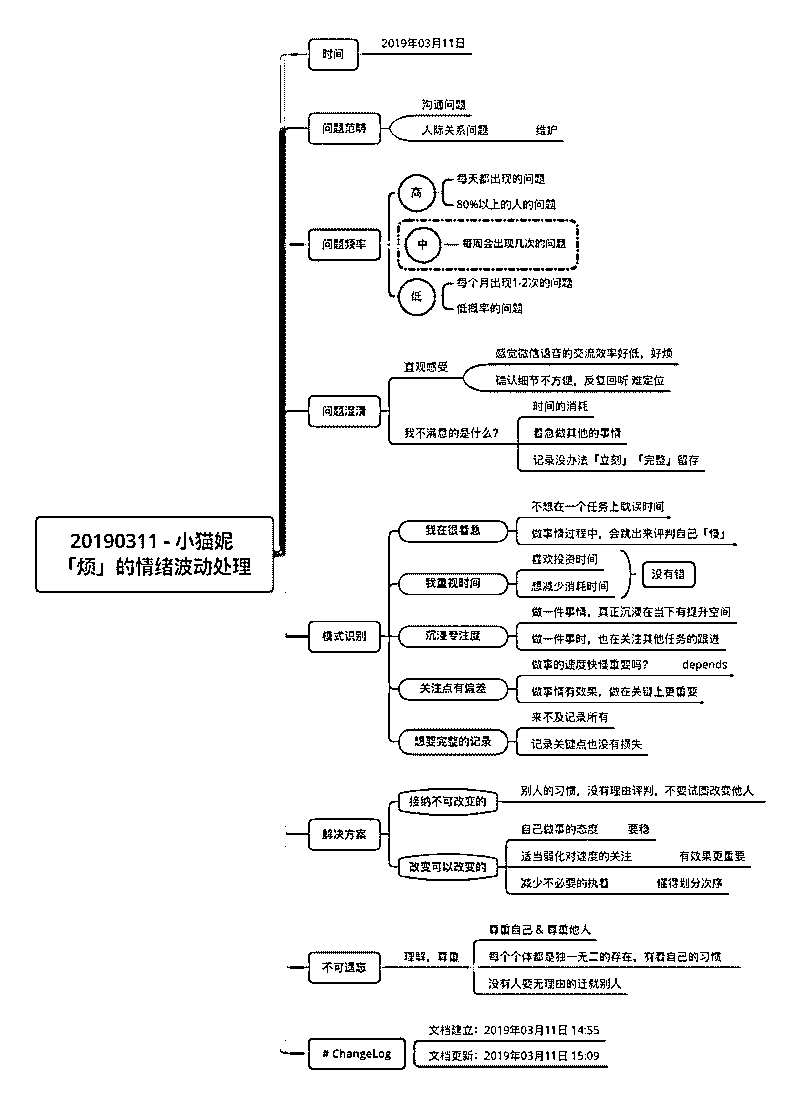 20190311 - 小猫妮
「烦」的情绪波动处理
时间
2019年03月11日
问题范畴
沟通问题
人际关系问题 维护
问题频率
高
每天都出现的问题
80%以上的人的问题
中
每周会出现几次的问题
低
每个月出现1-2次的问题
低概率的问题
问题澄清
直观感受
感觉微信语音的交流效率好低，好烦
确认细节不方便，反复回听 难定位
我不满意的是什么？
时间的消耗
着急做其他的事情
记录没办法「立刻」「完整」留存
模式识别
我在很着急
不想在一个任务上耽误时间
做事情过程中，会跳出来评判自己「慢」
我重视时间
喜欢投资时间
想减少消耗时间
没有错
沉浸专注度
做一件事情，真正沉浸在当下有提升空间
做一件事时，也在关注其他任务的跟进
关注点有偏差
做事的速度快慢重要吗？ depends
做事情有效果，做在关键上更重要
想要完整的记录
来不及记录所有
记录关键点也没有损失
解决方案
接纳不可改变的
别人的习惯，没有理由评判，不要试图改变他人
改变可以改变的
自己做事的态度 要稳
适当弱化对速度的关注 有效果更重要
减少不必要的执着 懂得划分次序
不可遗忘
理解，尊重
尊重自己 & 尊重他人
每个个体都是独一无二的存在，有着自己的习惯
没有人要无理由的迁就别人
# ChangeLog
文档建立：2019年03月11日 14:55
文档更新：2019年03月11日 15:09